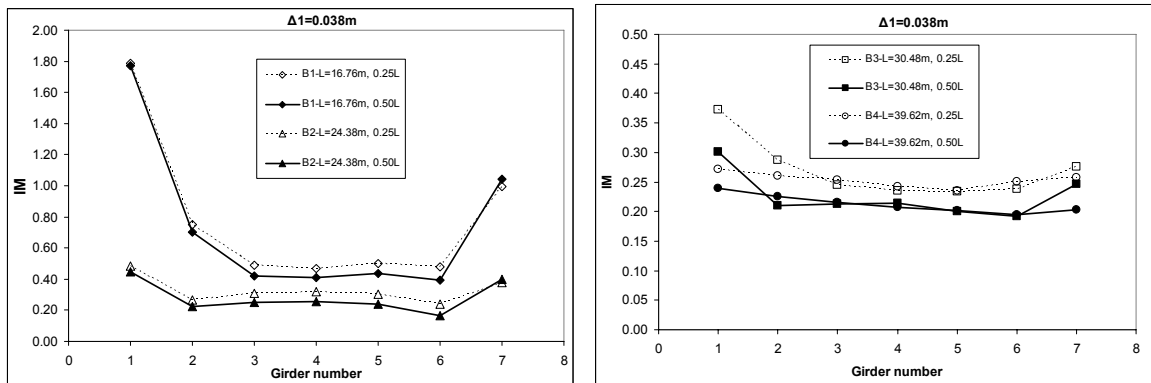 Δ1=0.038m
2.00
1.80
1.60
1.40
1.20
1.00
0.80
0.60
0.40
0.20
0.00
IM
B1-L=16.76m, 0.25L
B1-L=16.76m, 0.50L
B2-L=24.38m, 0.25L
B2-L=24.38m, 0.50L
0 1 2 3 4 5 6 7 8
Girder number
Δ1=0.038m
0.50
0.45
0.40
0.35
0.30
0.25
0.20
0.15
0.10
0.05
0.00
IM
B3-L=30.48m, 0.25L
B3-L=30.48m, 0.50L
B4-L=39.62m, 0.25L
B4-L=39.62m, 0.50L
0 1 2 3 4 5 6 7 8
Girder number